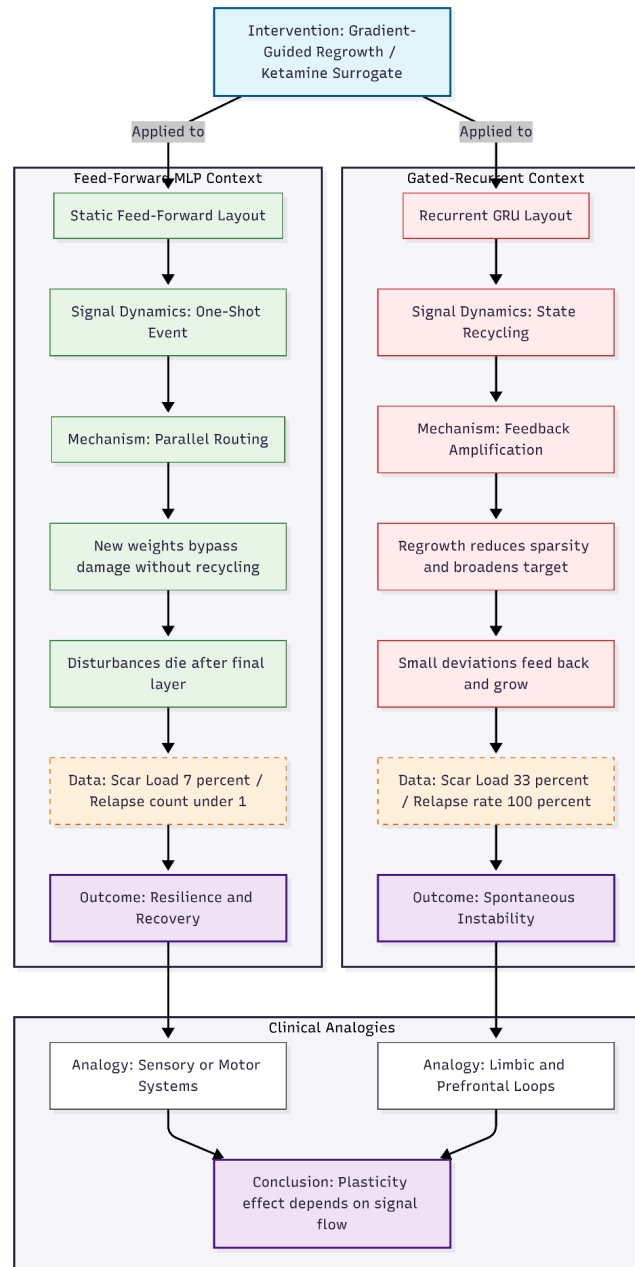 Intervention: Gradient-
Guided Regrowth /
Ketamine Surrogate
Applied to
Applied to
Feed-Forward MLP Context
Static Feed-Forward Layout
Signal Dynamics: One-Shot
Event
Mechanism: Parallel Routing
New weights bypass
damage without recycling
Disturbances die after final
layer
Data: Scar Load 7 percent /
Relapse count under 1
Outcome: Resilience and
Recovery
Gated-Recurrent Context
Recurrent GRU Layout
Signal Dynamics: State
Recycling
Mechanism: Feedback
Amplification
Regrowth reduces sparsity
and broadens target
Small deviations feed back
and grow
Data: Scar Load 33 percent
/ Relapse rate 100 percent
Outcome: Spontaneous
Instability
Clinical Analogies
Analogy: Sensory or Motor
Systems
Analogy: Limbic and
Prefrontal Loops
Conclusion: Plasticity
effect depends on signal
flow